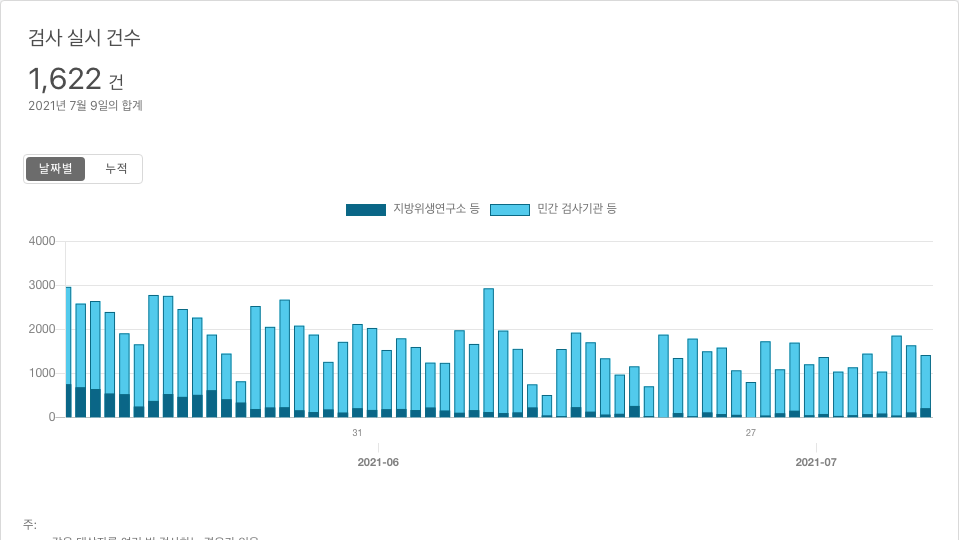 검사 실시 건수
1,622 건
2021년 7월 9일의 합계
날짜별 누적
지방위생연구소 등 민간 검사기관 등
4000
3000
2000
1000
0
31 27
2021-06 2021-07
주: